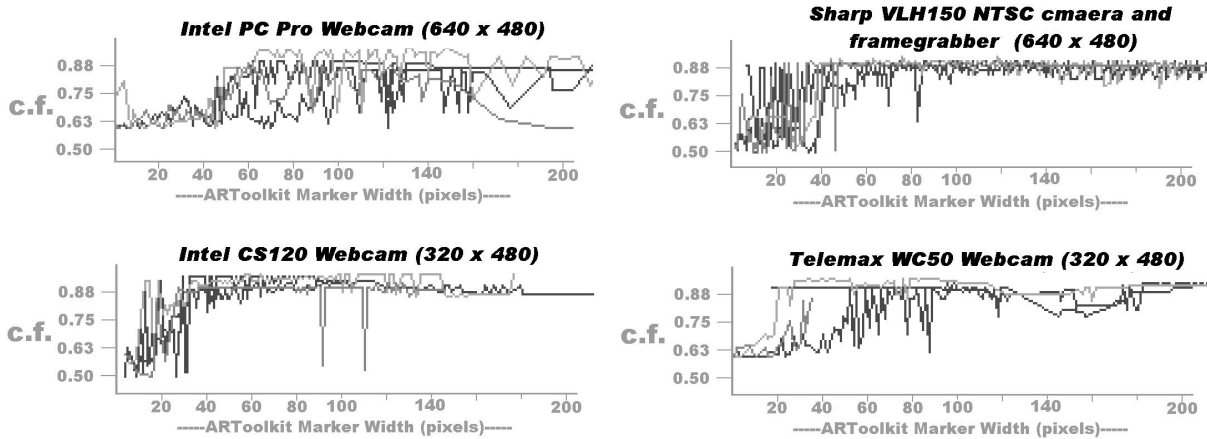 Intel PC Pro Webcam (640 x 480)
0.88
0.75
0.63
0.50
c.f.
20 40 60 80 100 140 200
-----ARToolkit Marker Width (pixels)-----
Sharp VLH150 NTSC cmaera and
framegrabber (640 x 480)
0.88
0.75
0.63
0.50
c.f.
20 40 60 80 100 140 200
-----ARToolkit Marker Width (pixels)-----
Intel CS120 Webcam (320 x 480)
0.88
0.75
0.63
0.50
c.f.
20 40 60 80 100 140 200
-----ARToolkit Marker Width (pixels)-----
Telemax WC50 Webcam (320 x 480)
0.88
0.75
0.63
0.50
c.f.
20 40 60 80 100 140 200
-----ARToolkit Marker Width (pixels)-----